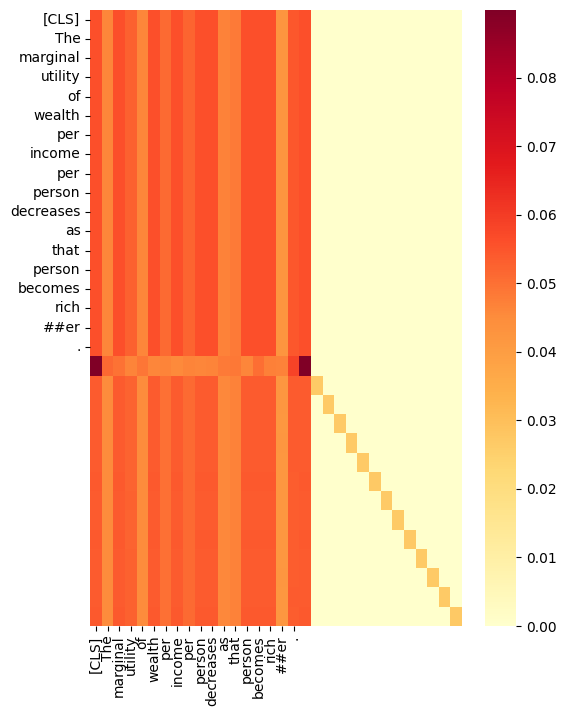 [CLS]
The
marginal
utility
of
wealth
per
income
per
person
decreases
as
that
person
becomes
rich
##er
.
0.08
0.07
0.06
0.05
0.04
0.03
0.02
0.01
0.00
[CLS]
The
marginal
utility
of
wealth
per
income
per
person
decreases
as
that
person
becomes
rich
##er
.